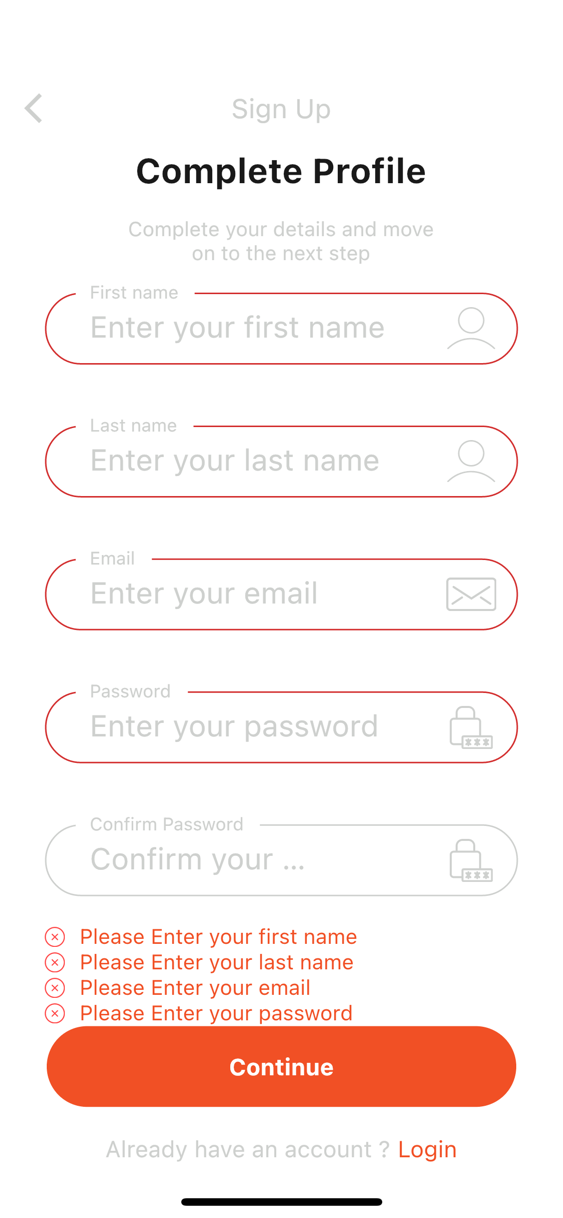 Sign Up
Complete Profile
Complete your details and move
on to the next step
First name
Enter your first name
Last name
Enter your last name
Email
Enter your email
Password
Enter your password
Confirm Password
Confirm your ...
Please Enter your first name
Please Enter your last name
Please Enter your email
Please Enter your password
Continue
Already have an account ? Login